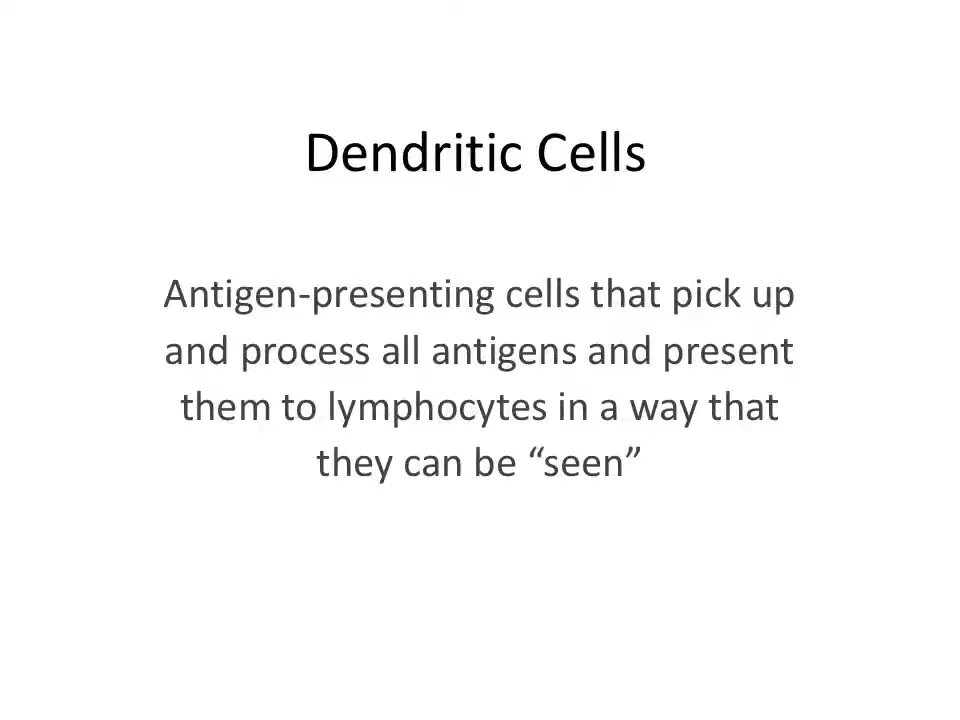 Dendritic Cells
Antigen-presenting cells that pick up
and process all antigens and present
them to lymphocytes in a way that
they can be “seen”